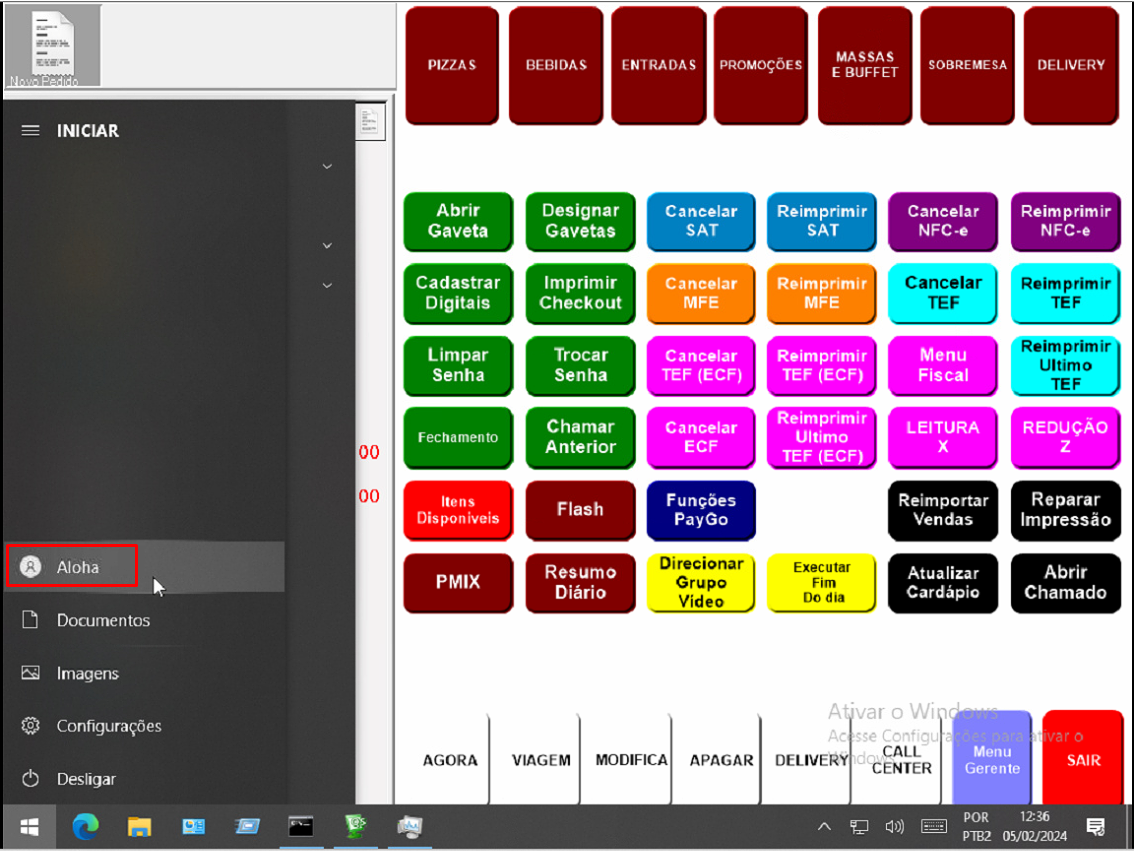 Novo Pedido
INICIAR
00
00
Aloha
Documentos
Imagens
Configurações
Desligar
PIZZAS
BEBIDAS
ENTRADAS
PROMOÇÕES
MASSAS
E BUFFET
SOBREMESA
DELIVERY
Abrir
Gaveta
Designar
Gavetas
Cancelar
SAT
Reimprimir
SAT
Cancelar
NFC-e
Reimprimir
NFC-e
Cadastrar
Digitais
Imprimir
Checkout
Cancelar
MFE
Reimprimir
MFE
Cancelar
TEF
Reimprimir
TEF
Limpar
Senha
Trocar
Senha
Cancelar
TEF (ECF)
Reimprimir
TEF (ECF)
Menu
Fiscal
Reimprimir
Ultimo
TEF
Fechamento
Chamar
Anterior
Cancelar
ECF
Reimprimir
Ultimo
TEF (ECF)
LEITURA
X
REDUÇÃO
Z
Itens
Disponiveis
Flash
Funções
PayGo
Reimportar
Vendas
Reparar
Impressão
PMIX
Resumo
Diário
Direcionar
Grupo
Vídeo
Executar
Fim
Do dia
Atualizar
Cardápio
Abrir
Chamado
Ativar o Windows
Acesse Configurações para ativar o
Windows.
AGORA
VIAGEM
MODIFICA
APAGAR
DELIVERY
CALL
CENTER
Menu
Gerente
SAIR
POR
PTB2
12:36
05/02/2024